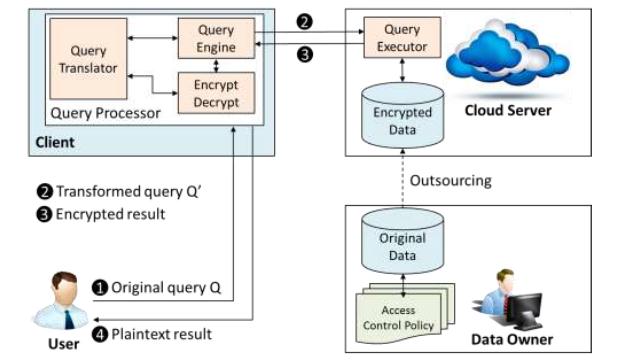 Query
Translator
Query
Engine
Encrypt
Decrypt
Query Processor
Client
❷
❸
Query
Executor
Encrypted
Data
Cloud Server
Outsourcing
❷ Transformed query Q’
❸ Encrypted result
❶ Original query Q
❹ Plaintext result
User
Original
Data
Access
Control Policy
Data Owner